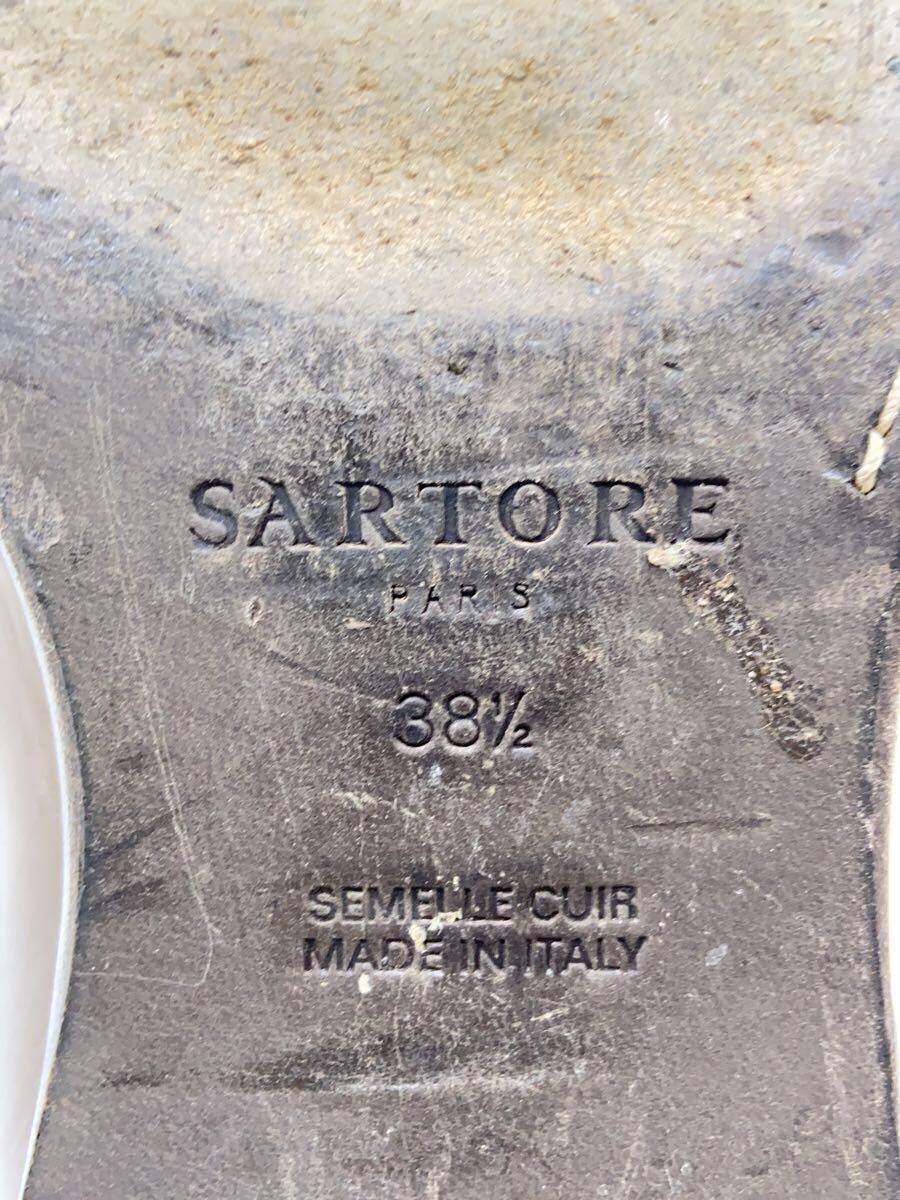 SARTORE
PARIS
38½
SEMELLE CUIR
MADE IN ITALY